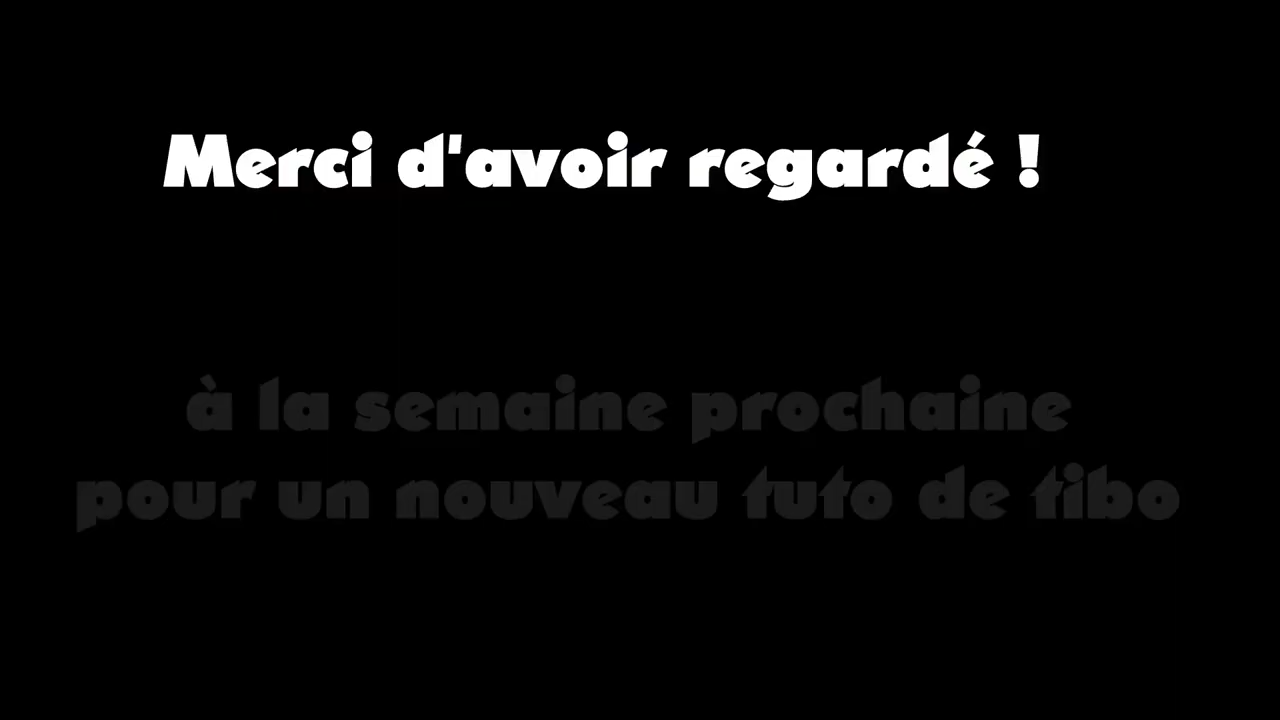 Merci d'avoir regardé !
à la semaine prochaine
pour un nouveau tuto de tibo